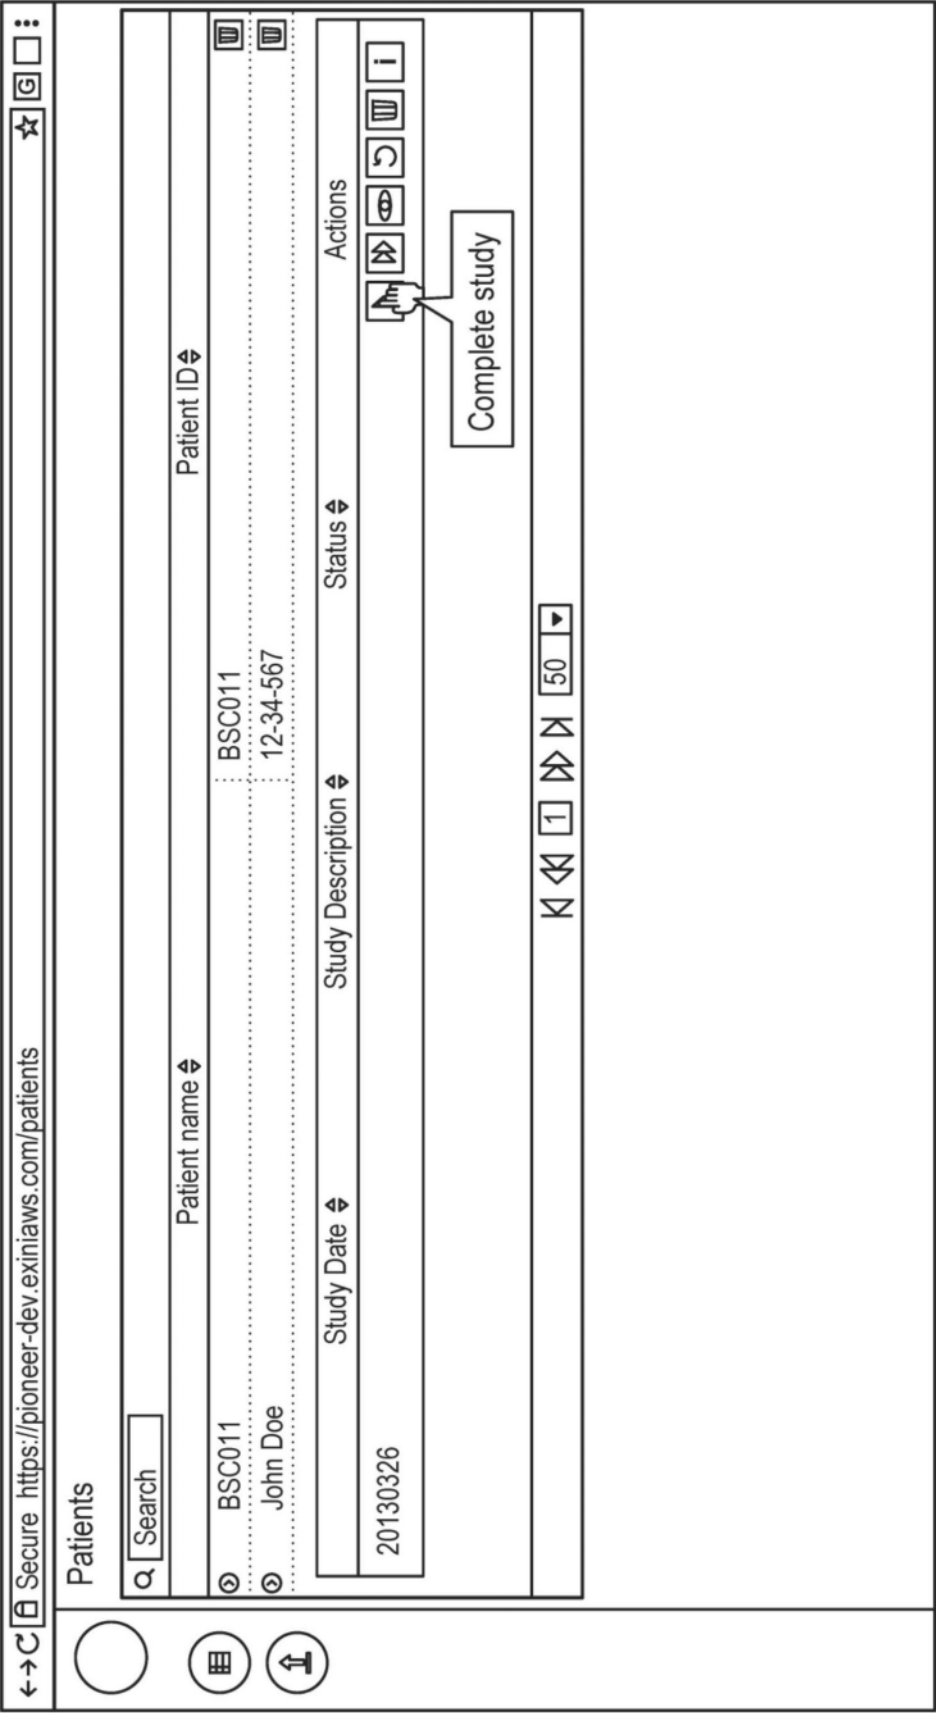 Secure https://pioneer-dev.exiniaws.com/patients
G
Patients
Search
Patient name
Patient ID
BSC011
BSC011
John Doe
12-34-567
Study Date
Study Description
Status
Actions
20130326
i
Complete study
1
50